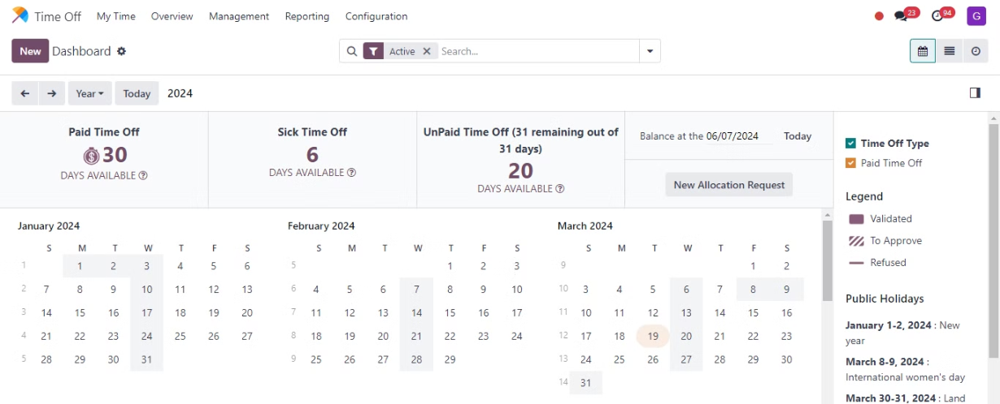 Time Off My Time Overview Management Reporting Configuration 23 94 G
New Dashboard Active Search...
Year Today 2024
Paid Time Off
30
DAYS AVAILABLE
Sick Time Off
6
DAYS AVAILABLE
UnPaid Time Off (31 remaining out of
31 days)
20
DAYS AVAILABLE
Balance at the 06/07/2024 Today
New Allocation Request
January 2024
S M T W T F S
1 1 2 3 4 5 6
2 7 8 9 10 11 12 13
3 14 15 16 17 18 19 20
4 21 22 23 24 25 26 27
5 28 29 30 31
February 2024
S M T W T F S
5 1 2 3
6 4 5 6 7 8 9 10
7 11 12 13 14 15 16 17
8 18 19 20 21 22 23 24
9 25 26 27 28 29
March 2024
S M T W T F S
9 1 2
10 3 4 5 6 7 8 9
11 10 11 12 13 14 15 16
12 17 18 19 20 21 22 23
13 24 25 26 27 28 29 30
14 31
Time Off Type
Paid Time Off
Legend
Validated
To Approve
Refused
Public Holidays
January 1-2, 2024 : New
year
March 8-9, 2024 :
International women's day
March 30-31, 2024 : Land